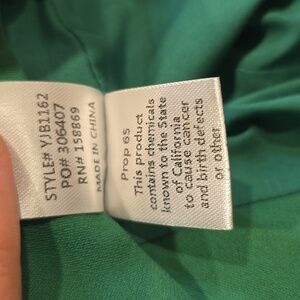 STYLE# YJB1162
PO# 306407
RN# 158869
MADE IN CHINA
Prop 65
This product
contains chemicals
known to the State
of California
to cause cancer
and birth defects
or other